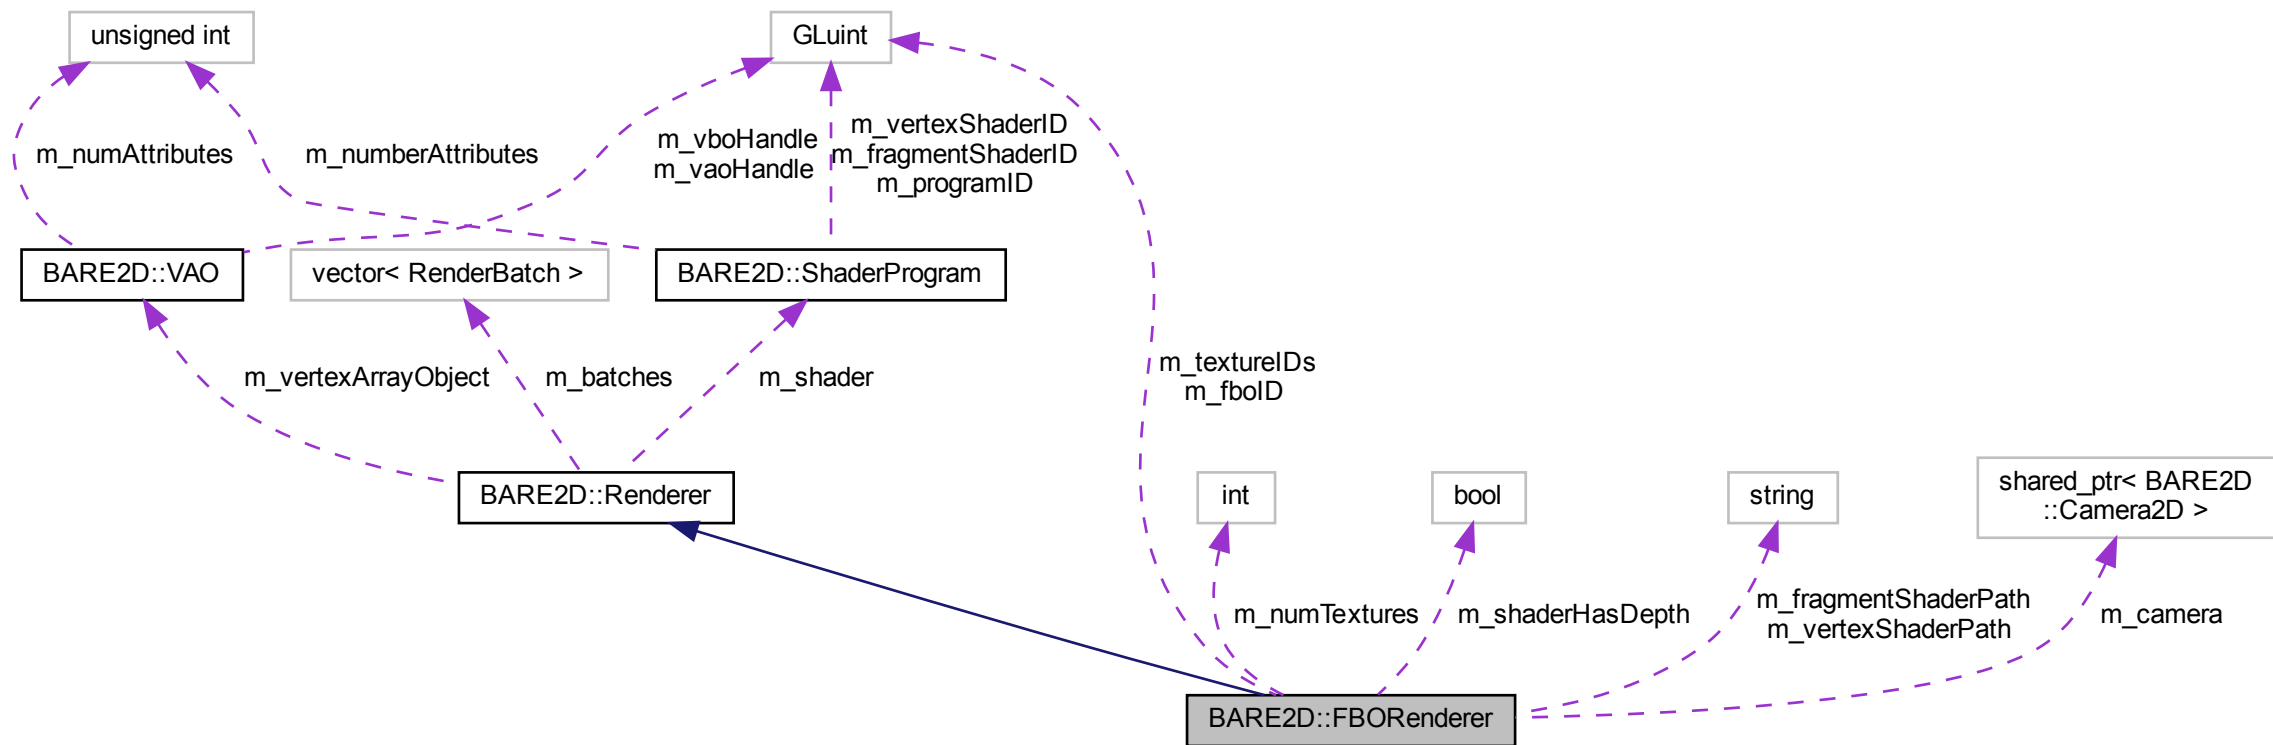 unsigned int
GLuint
m_numAttributes
m_numberAttributes
m_vboHandle
m_vaoHandle
m_vertexShaderID
m_fragmentShaderID
m_programID
BARE2D::VAO
vector< RenderBatch >
BARE2D::ShaderProgram
m_vertexArrayObject
m_batches
m_shader
m_textureIDs
m_fboID
BARE2D::Renderer
int
bool
string
shared_ptr< BARE2D
::Camera2D >
m_numTextures
m_shaderHasDepth
m_fragmentShaderPath
m_vertexShaderPath
m_camera
BARE2D::FBORenderer